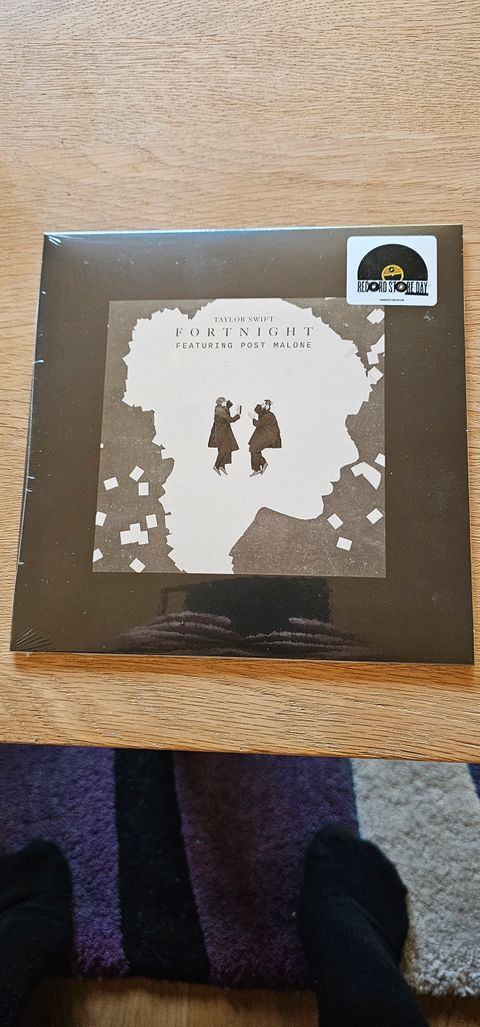 RECORD STORE DAY
TAYLOR SWIFT
FORTNIGHT
FEATURING POST MALONE